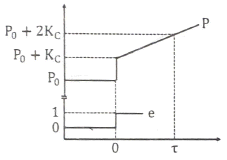 P₀ + 2K_C
P
P₀ + K_C
P₀
1
e
0
0
τ